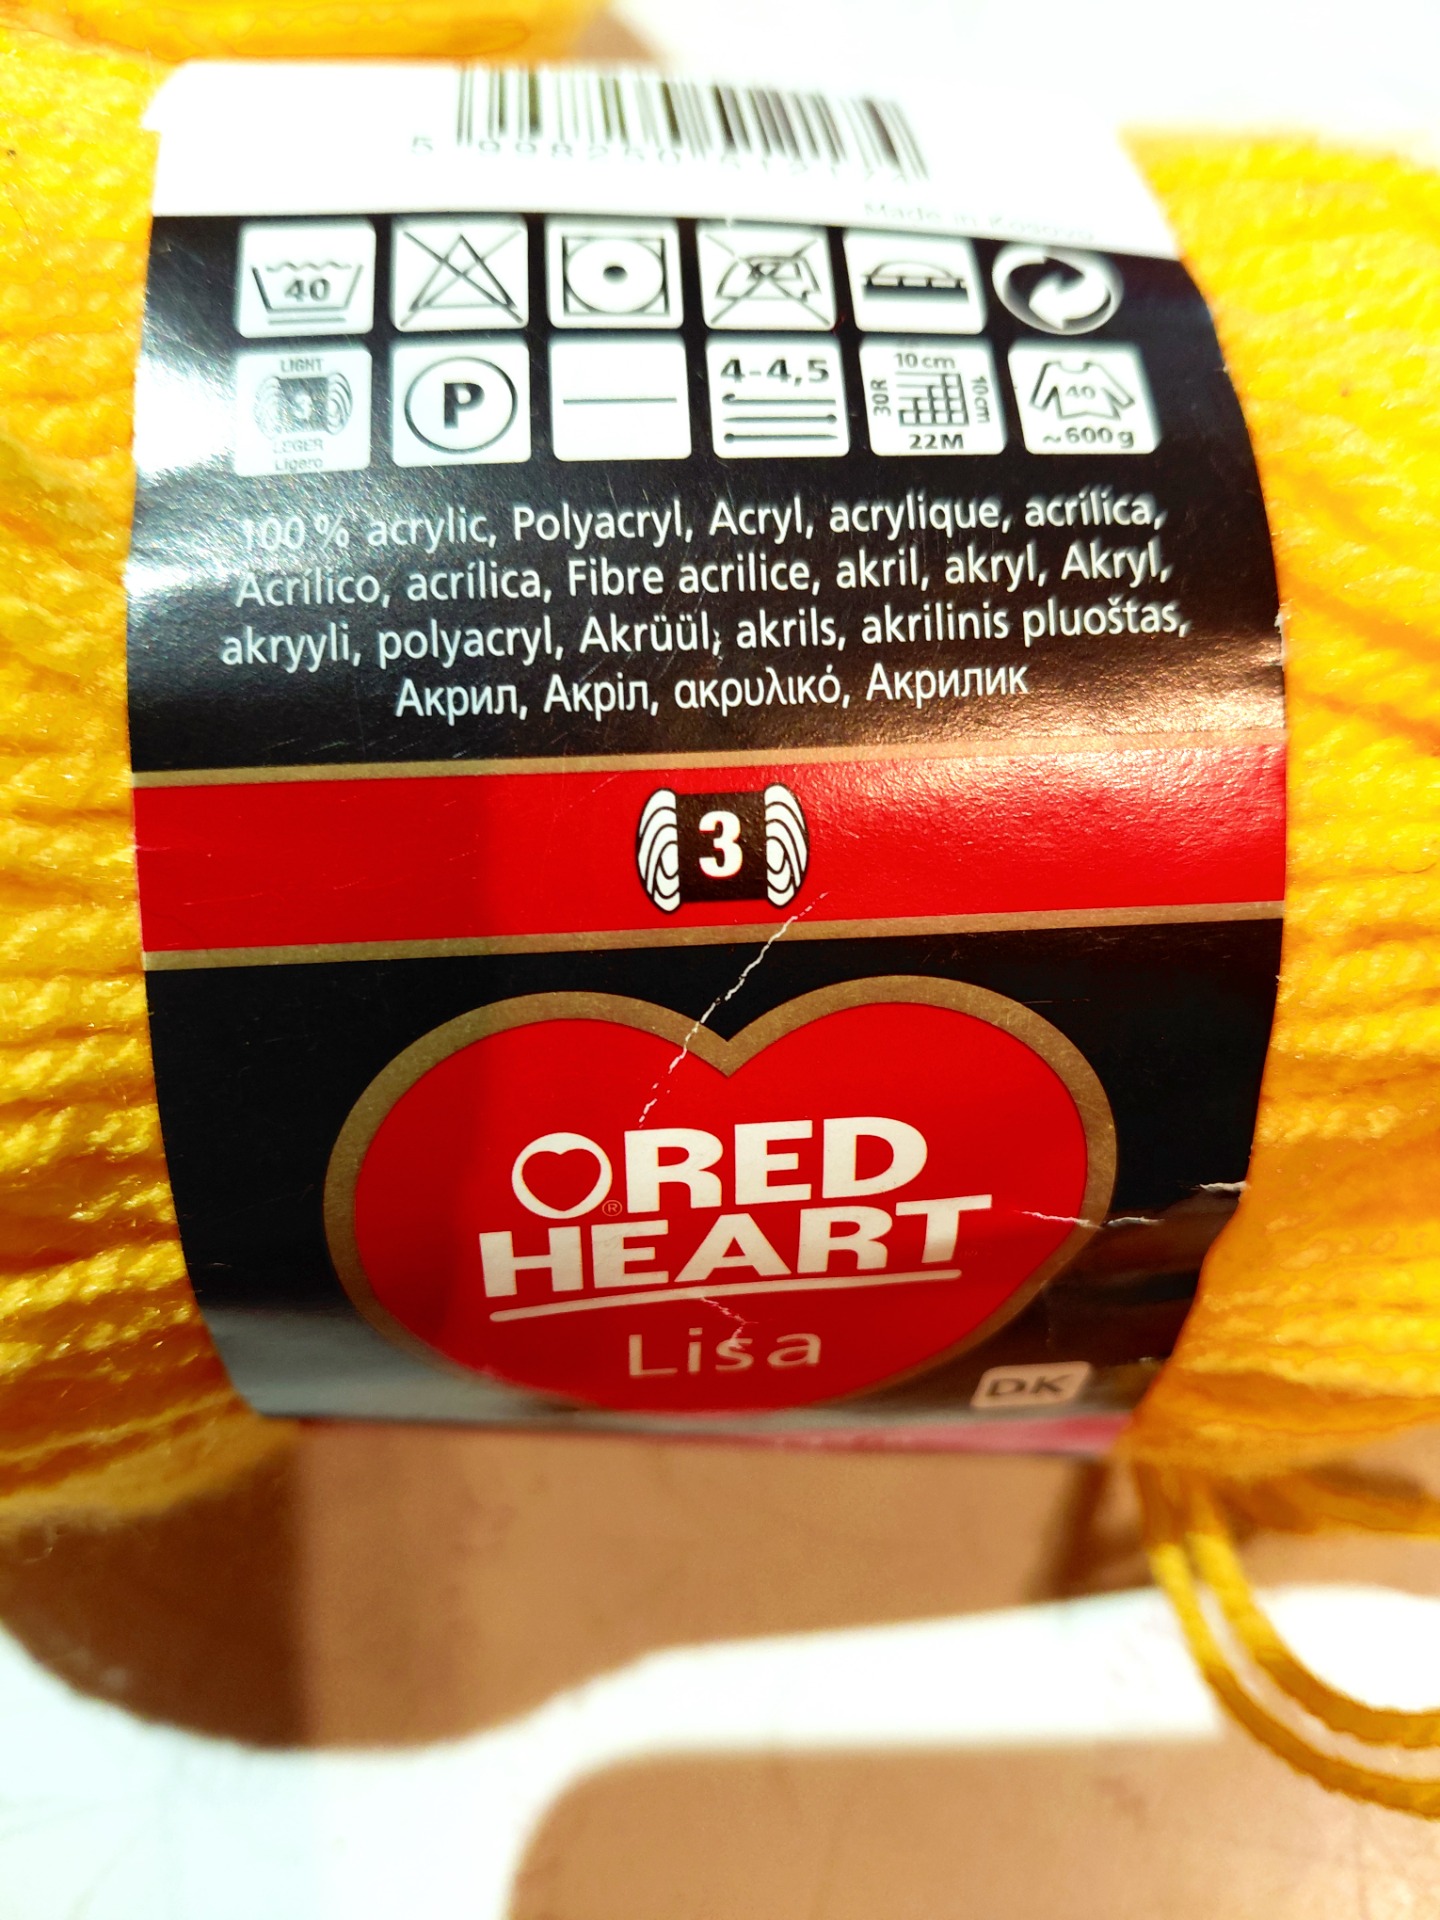 Made in Kosovo
40
LIGHT
3
LEGER
Ligero
P
4-4,5
10 cm
30R
10 cm
22M
40
~600g
100 % acrylic, Polyacryl, Acryl, acrylique, acrílica,
Acrílico, acrílica, Fibre acrilice, akril, akryl, Akryl,
akryyli, polyacryl, Akrüül, akrils, akrilinis pluoštas,
Акрил, Акріл, ακρυλικό, Акрилик
3
RED
® HEART
Lisa
DK